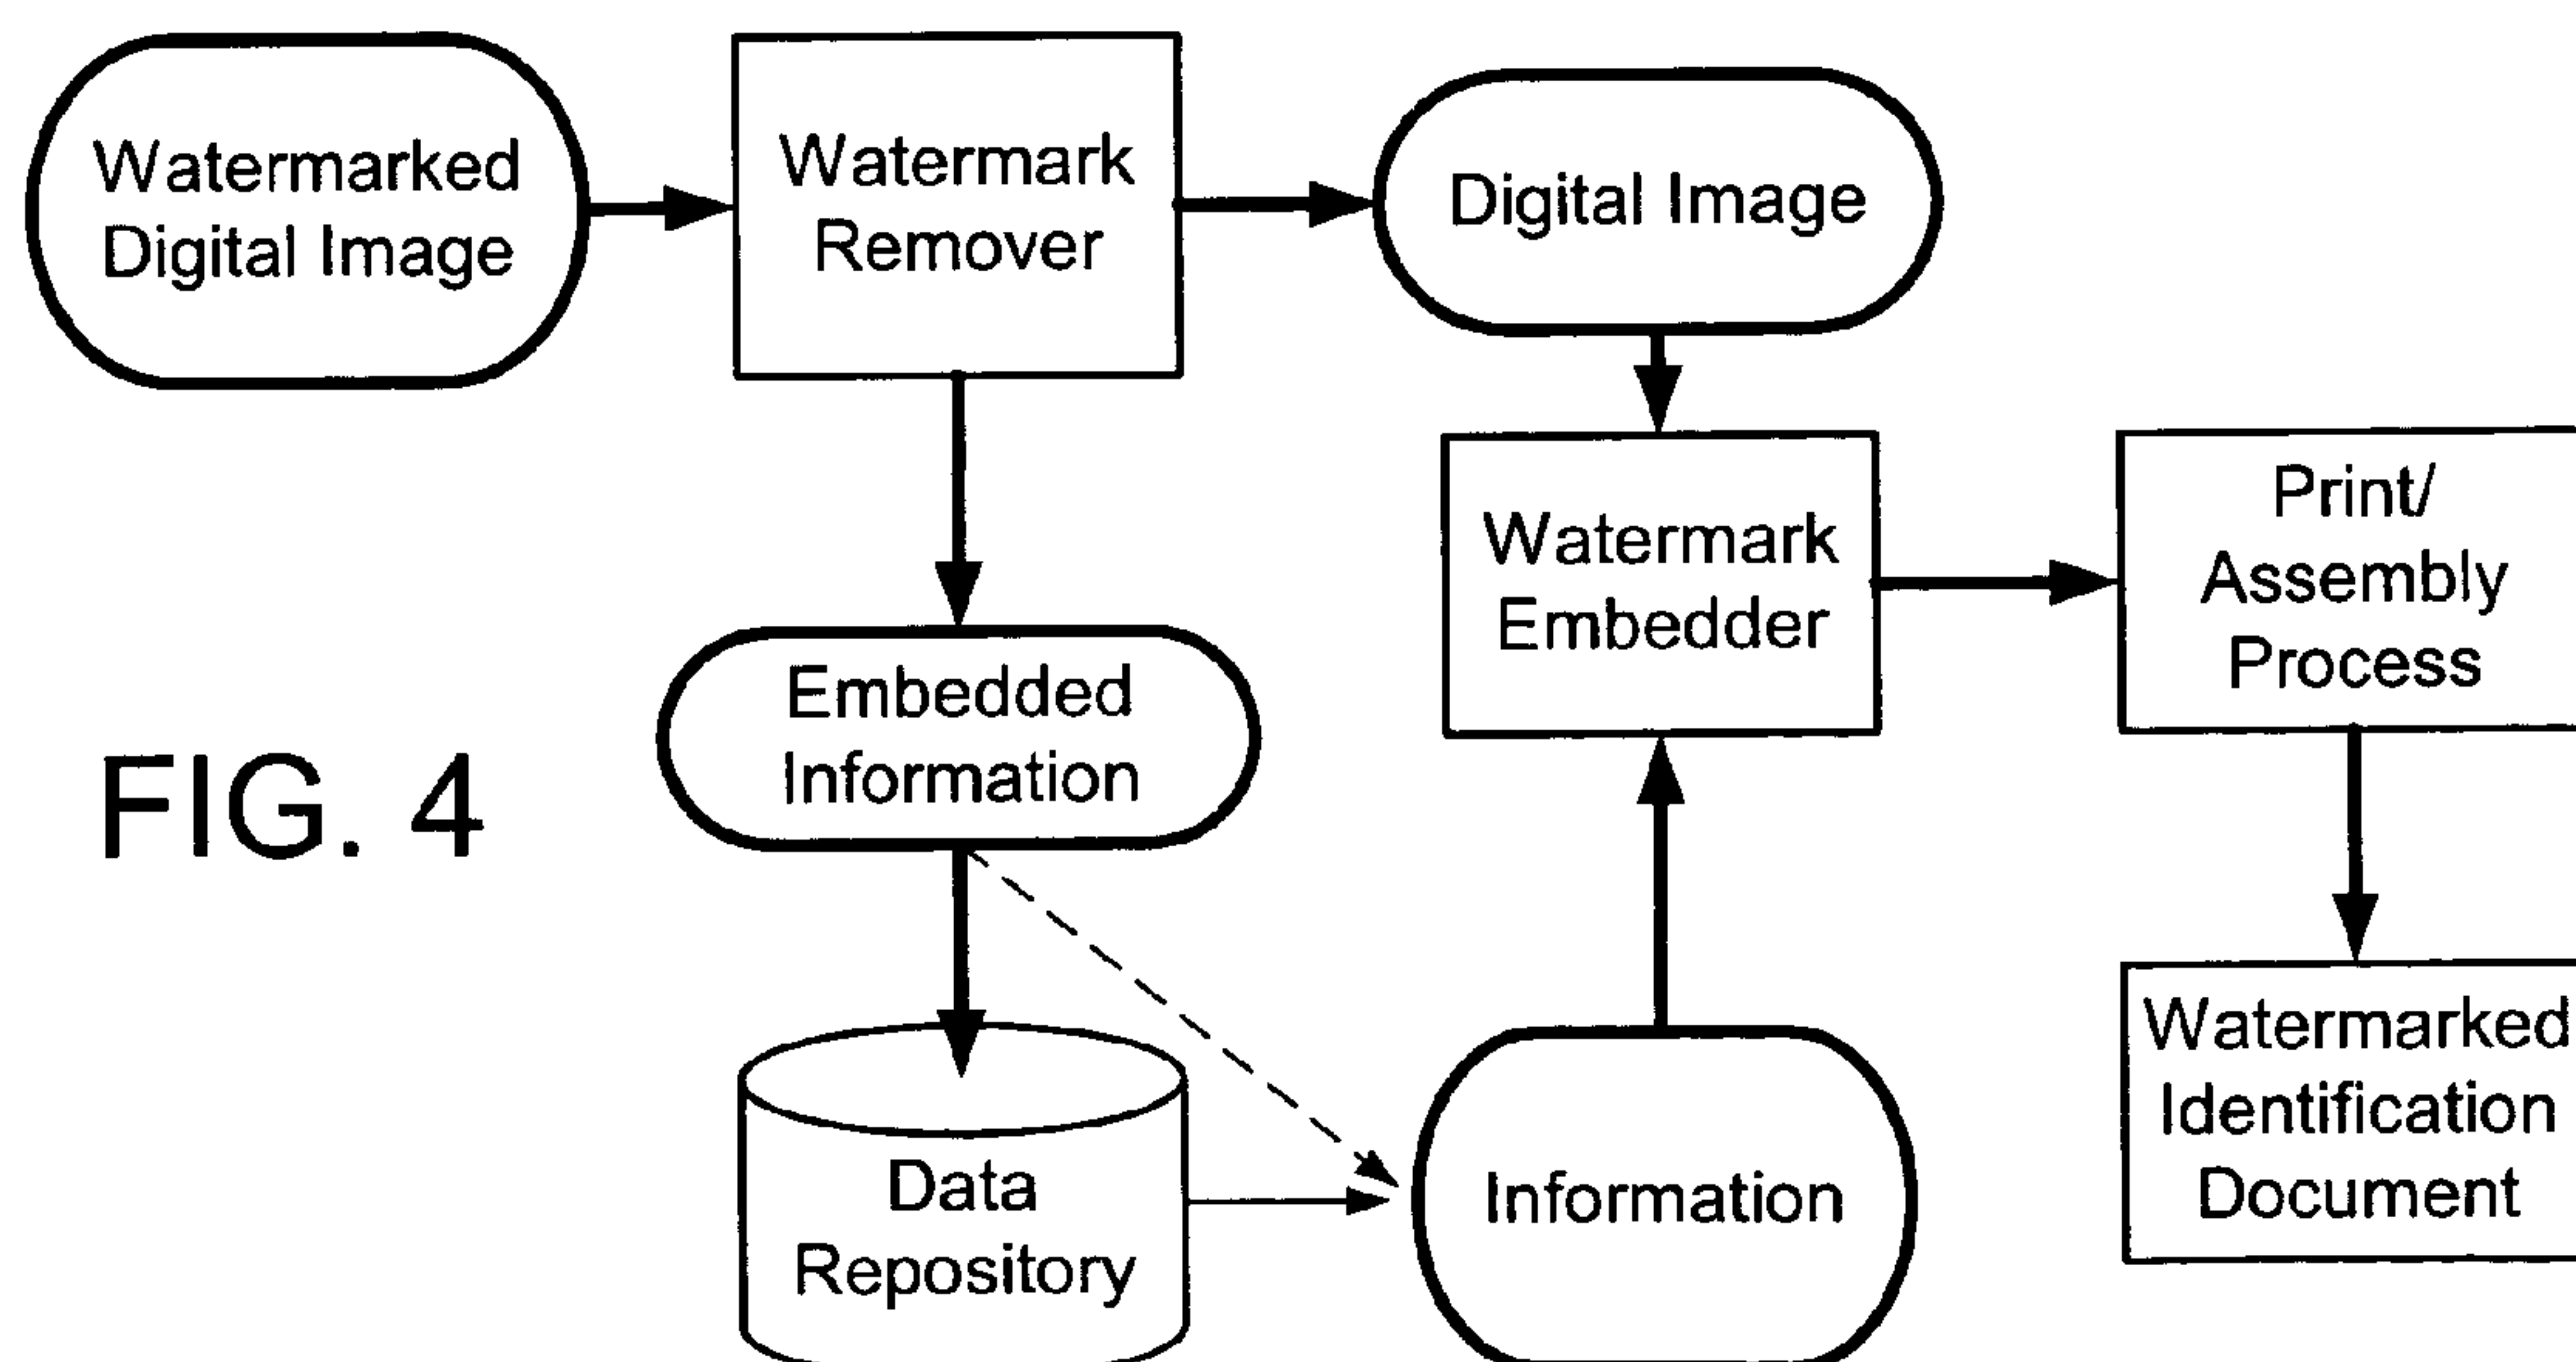 Watermarked
Digital Image
Watermark
Remover
Digital Image
Watermark
Embedder
Print/
Assembly
Process
Embedded
Information
FIG. 4
Data
Repository
Information
Watermarked
Identification
Document